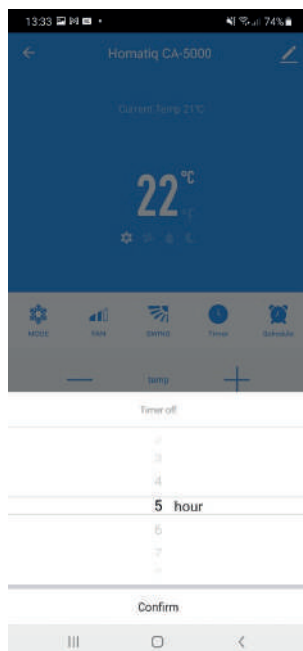 13:33 74%
Homatiq CA-5000
Current Temp 21°C
22°C
°F
MODE FAN SWING Timer Schedule
temp
Timer off
3
4
5 hour
6
7
Confirm